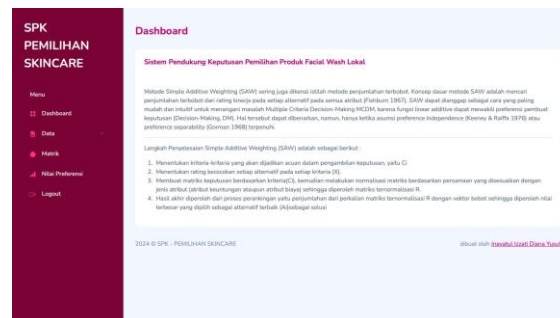 SPK
PEMILIHAN
SKINCARE
Menu
Dashboard
Data
Matrik
Nilai Preferensi
Logout
Dashboard
Sistem Pendukung Keputusan Pemilihan Produk Facial Wash Lokal
Metode Simple Additive Weighting (SAW) sering juga dikenal istilah metode penjumlahan terbobot. Konsep dasar metode SAW adalah mencari
penjumlahan terbobot dari rating kinerja pada setiap alternatif pada semua atribut (Fishburn 1967). SAW dapat dianggap sebagai cara yang paling
mudah dan intuitif untuk menangani masalah Multiple Criteria Decision-Making MCDM, karena fungsi linear additive dapat mewakili preferensi pembuat
keputusan (Decision-Making, DM). Hal tersebut dapat dibenarkan, namun, hanya ketika asumsi preference independence (Keeney & Raiffa 1976) atau
preference separability (Gorman 1968) terpenuhi.
Langkah Penyelesaian Simple Additive Weighting (SAW) adalah sebagai berikut :
1. Menentukan kriteria-kriteria yang akan dijadikan acuan dalam pengambilan keputusan, yaitu Ci
2. Menentukan rating kecocokan setiap alternatif pada setiap kriteria (X).
3. Membuat matriks keputusan berdasarkan kriteria(Ci), kemudian melakukan normalisasi matriks berdasarkan persamaan yang disesuaikan dengan
jenis atribut (atribut keuntungan ataupun atribut biaya) sehingga diperoleh matriks ternormalisasi R.
4. Hasil akhir diperoleh dari proses perankingan yaitu penjumlahan dari perkalian matriks ternormalisasi R dengan vektor bobot sehingga diperoleh nilai
terbesar yang dipilih sebagai alternatif terbaik (Ai)sebagai solusi
2024 © SPK - PEMILIHAN SKINCARE
dibuat oleh Inayatul Izzati Diana Yusuf